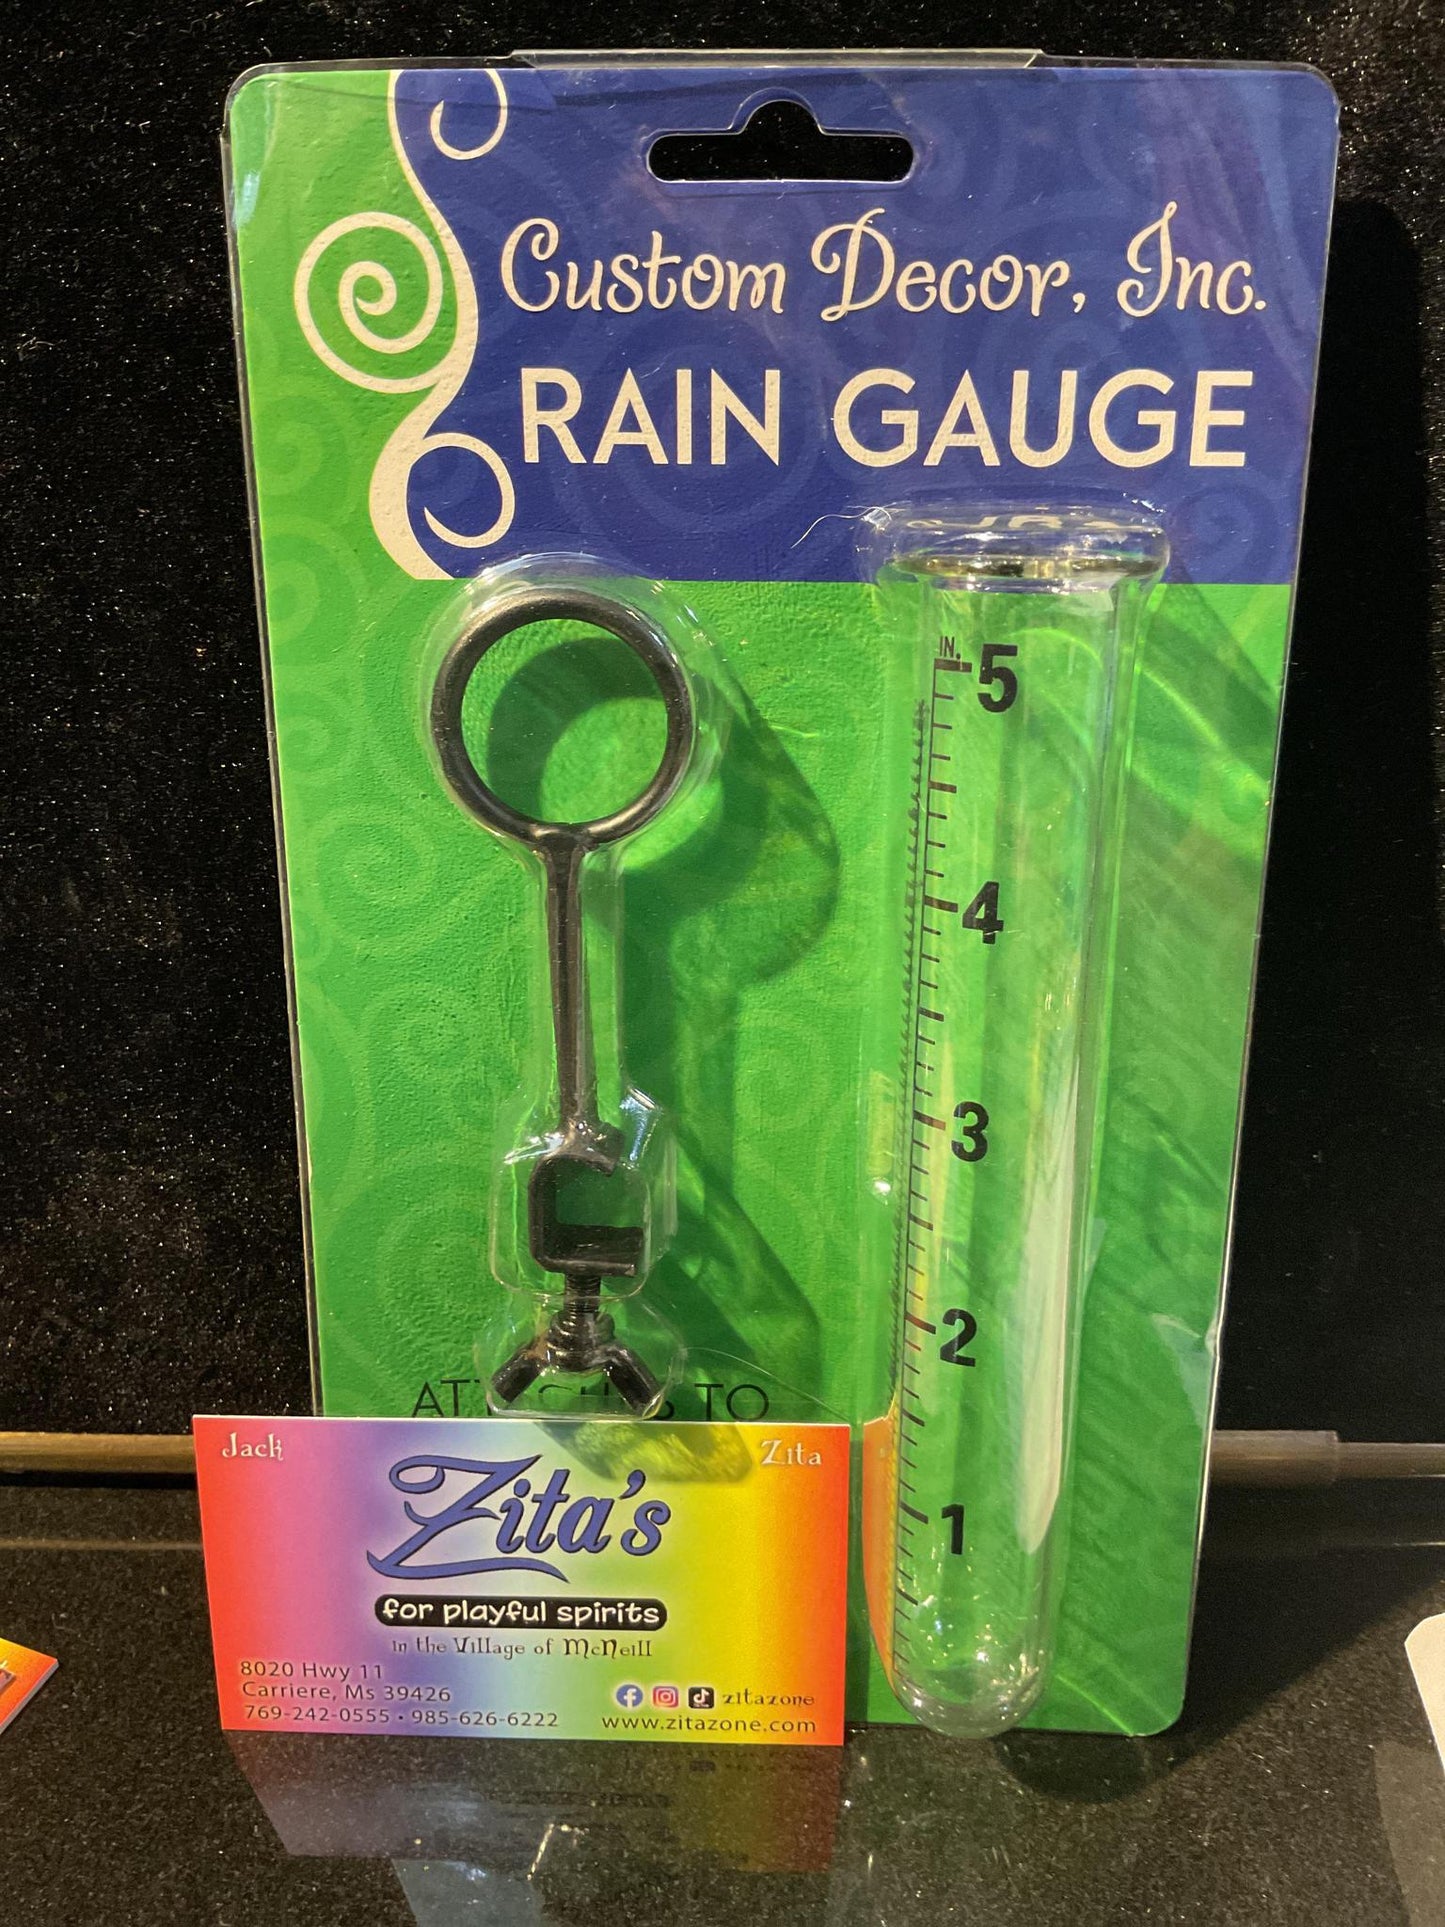 Custom Decor, Inc.
RAIN GAUGE
IN.
5
4
3
2
1
TO
Jack
Zita
Zita's
for playful spirits
in the Village of McNeill
8020 Hwy 11
Carriere, Ms 39426
769-242-0555 • 985-626-6222
zitazone
www.zitazone.com